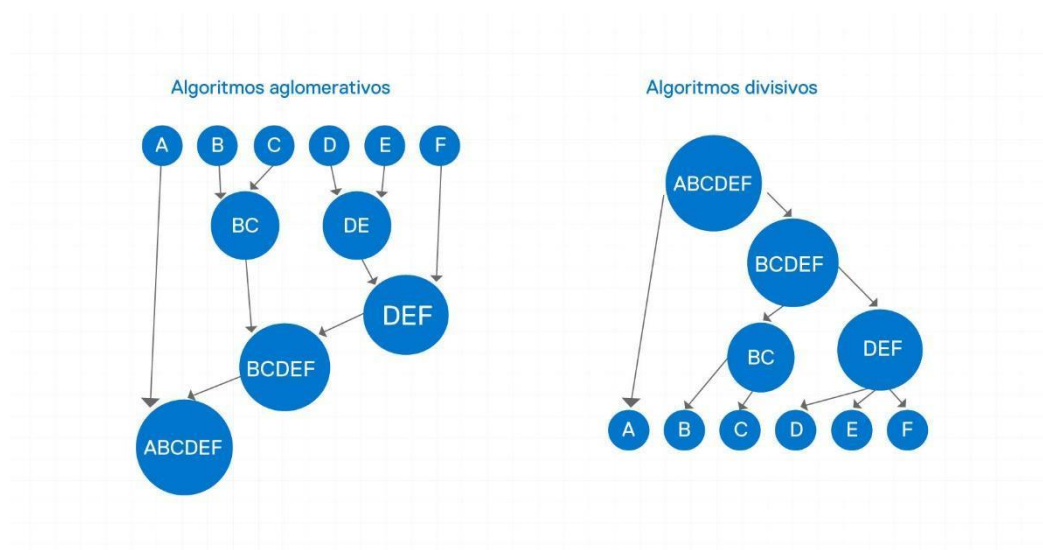 Algoritmos aglomerativos
A B C D E F
BC DE
DEF
BCDEF
ABCDEF
Algoritmos divisivos
ABCDEF
BCDEF
BC DEF
A B C D E F